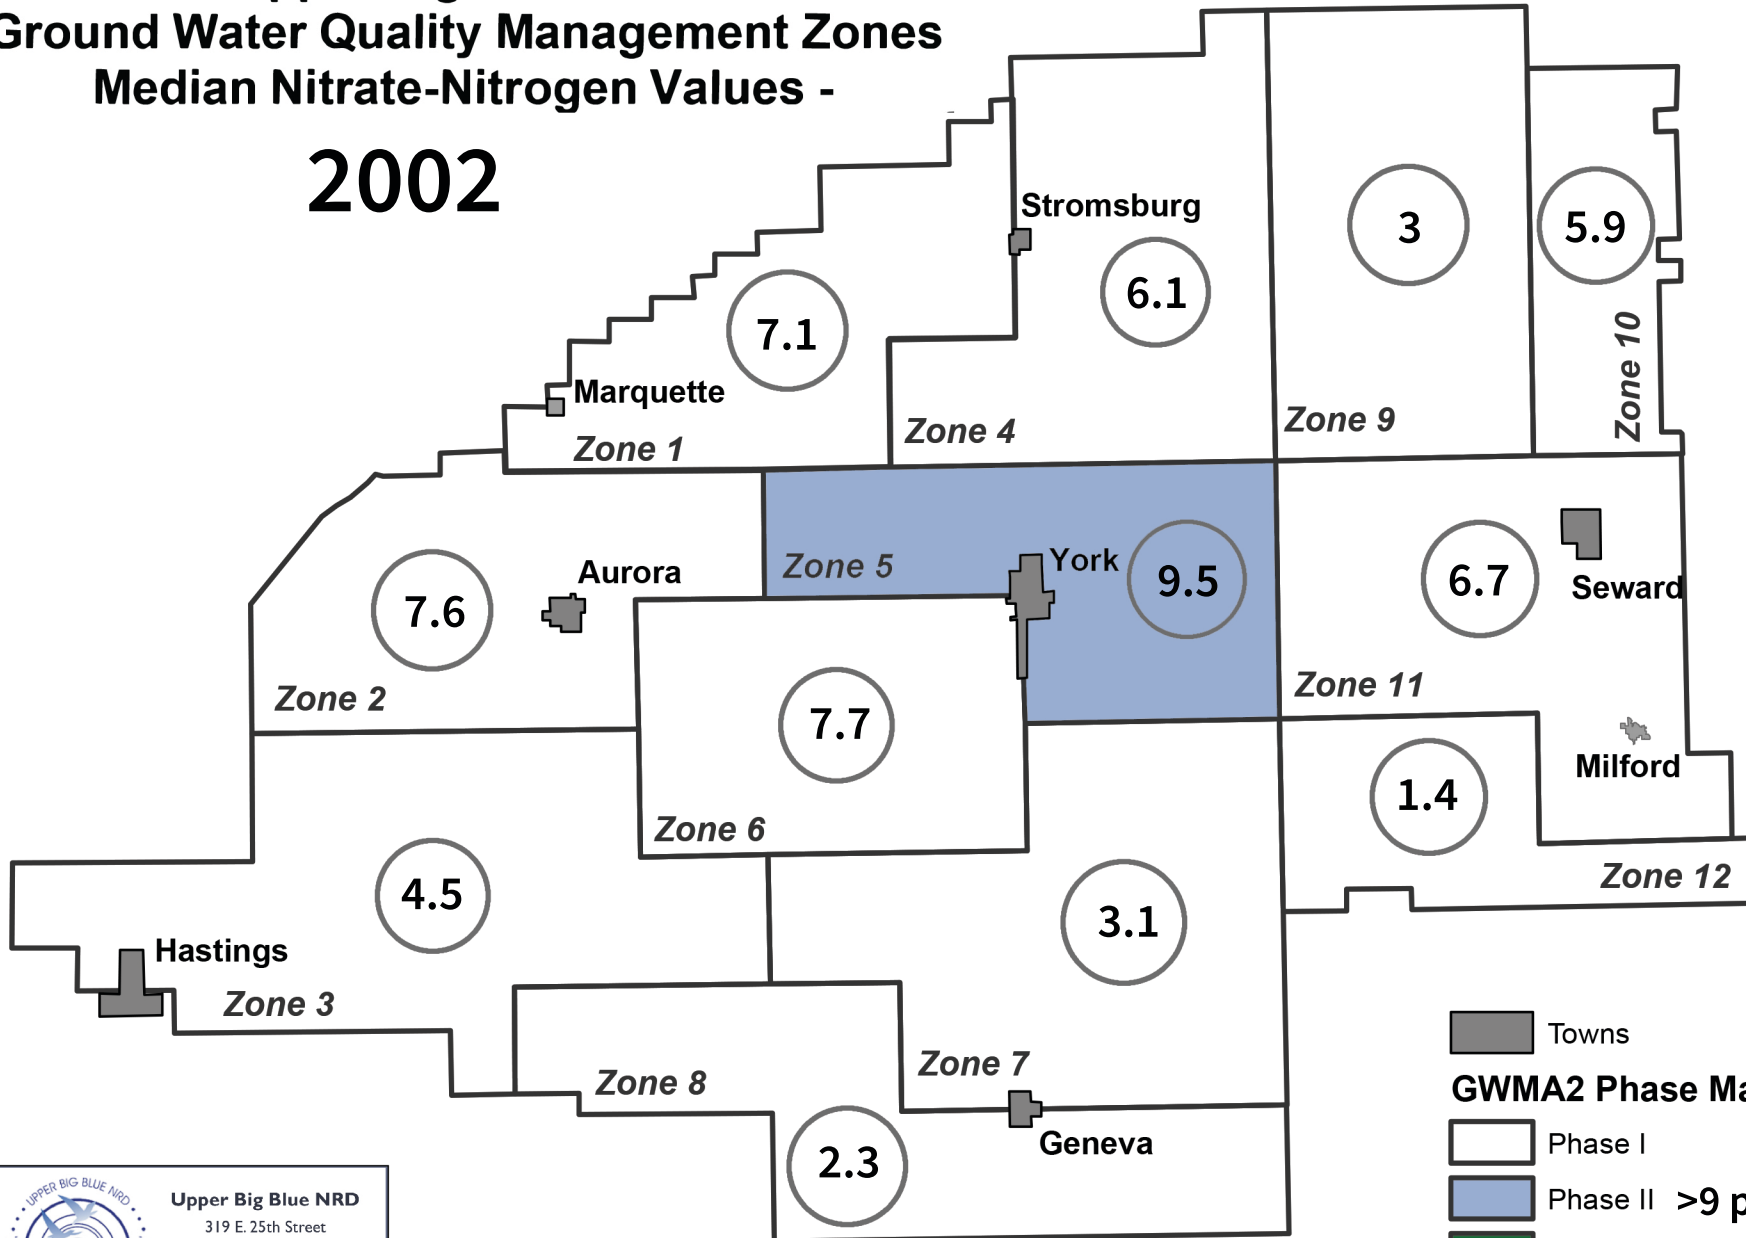 Ground Water Quality Management Zones
Median Nitrate-Nitrogen Values -
2002
Stromsburg
3
5.9
6.1
7.1
Zone 10
Marquette
Zone 1
Zone 4
Zone 9
Zone 5
York
9.5
6.7
Seward
Aurora
7.6
Zone 2
7.7
Zone 11
Milford
1.4
Zone 6
Zone 12
4.5
3.1
Hastings
Zone 3
Zone 7
Zone 8
Geneva
2.3
Towns
GWMA2 Phase
Phase I
Phase II >9
UPPER BIG BLUE NRD
Upper Big Blue NRD
319 E. 25th Street